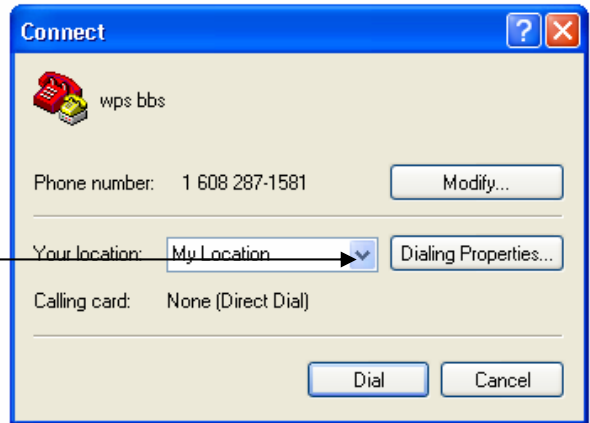 Connect
wps bbs
Phone number: 1 608 287-1581 Modify...
Your location: My Location Dialing Properties...
Calling card: None (Direct Dial)
Dial Cancel